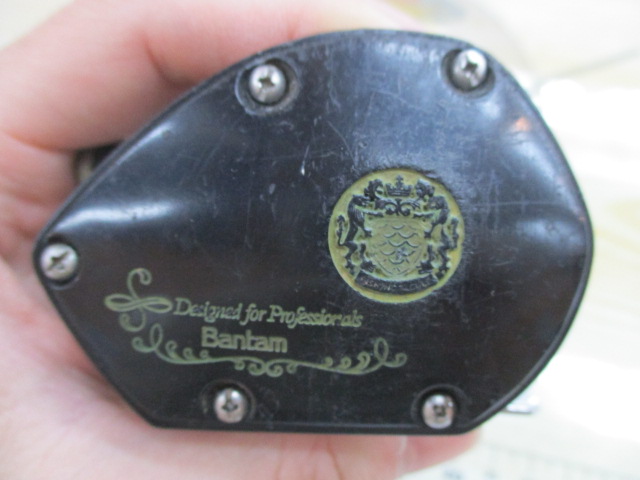 Designed for Professionals
Bantam